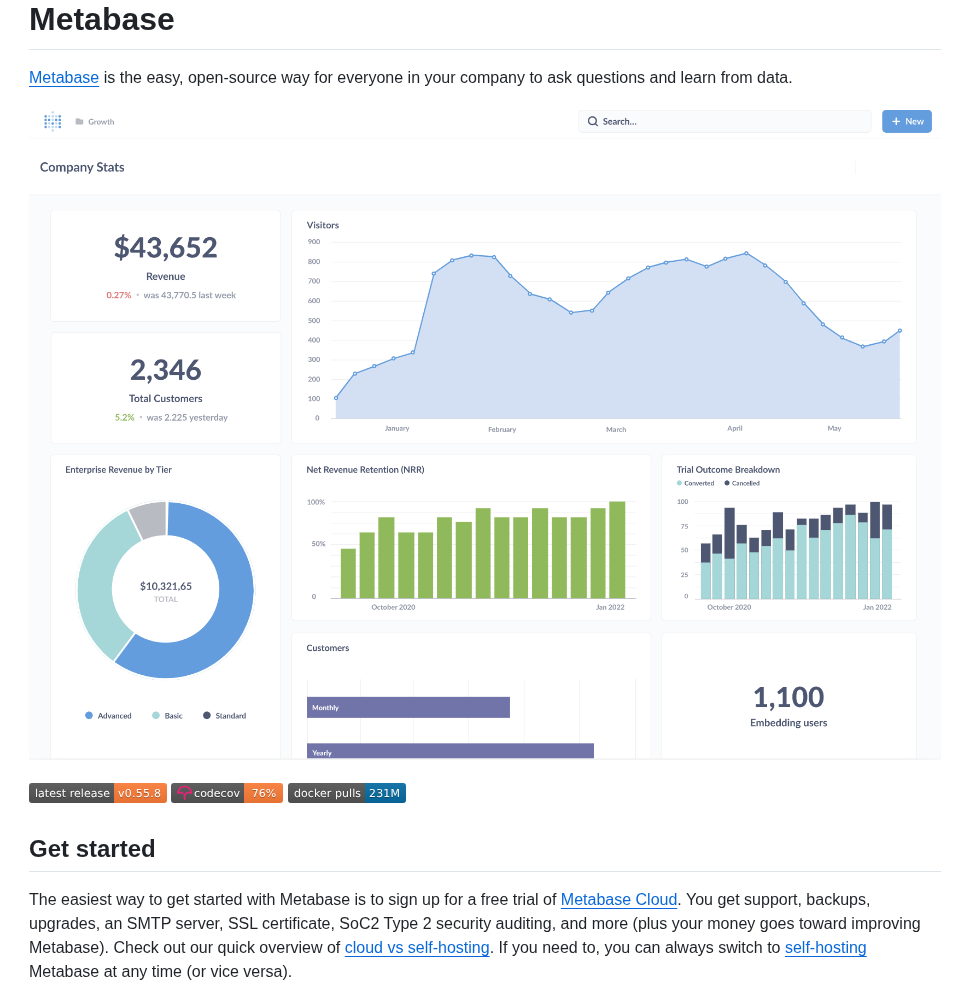 Metabase
Metabase is the easy, open-source way for everyone in your company to ask questions and learn from data.
Growth
Search...
+ New
Company Stats
$43,652
Revenue
0.27% • was 43,770.5 last week
2,346
Total Customers
5.2% • was 2.225 yesterday
Visitors
900
800
700
600
500
400
300
200
100
0
January February March April May
Enterprise Revenue by Tier
$10,321,65
TOTAL
Advanced Basic Standard
Net Revenue Retention (NRR)
100%
50%
0
October 2020 Jan 2022
Trial Outcome Breakdown
Converted Cancelled
100
75
50
25
0
October 2020 Jan 2022
Customers
Monthly
Yearly
1,100
Embedding users
latest release v0.55.8 codecov 76% docker pulls 231M
Get started
The easiest way to get started with Metabase is to sign up for a free trial of Metabase Cloud. You get support, backups,
upgrades, an SMTP server, SSL certificate, SoC2 Type 2 security auditing, and more (plus your money goes toward improving
Metabase). Check out our quick overview of cloud vs self-hosting. If you need to, you can always switch to self-hosting
Metabase at any time (or vice versa).